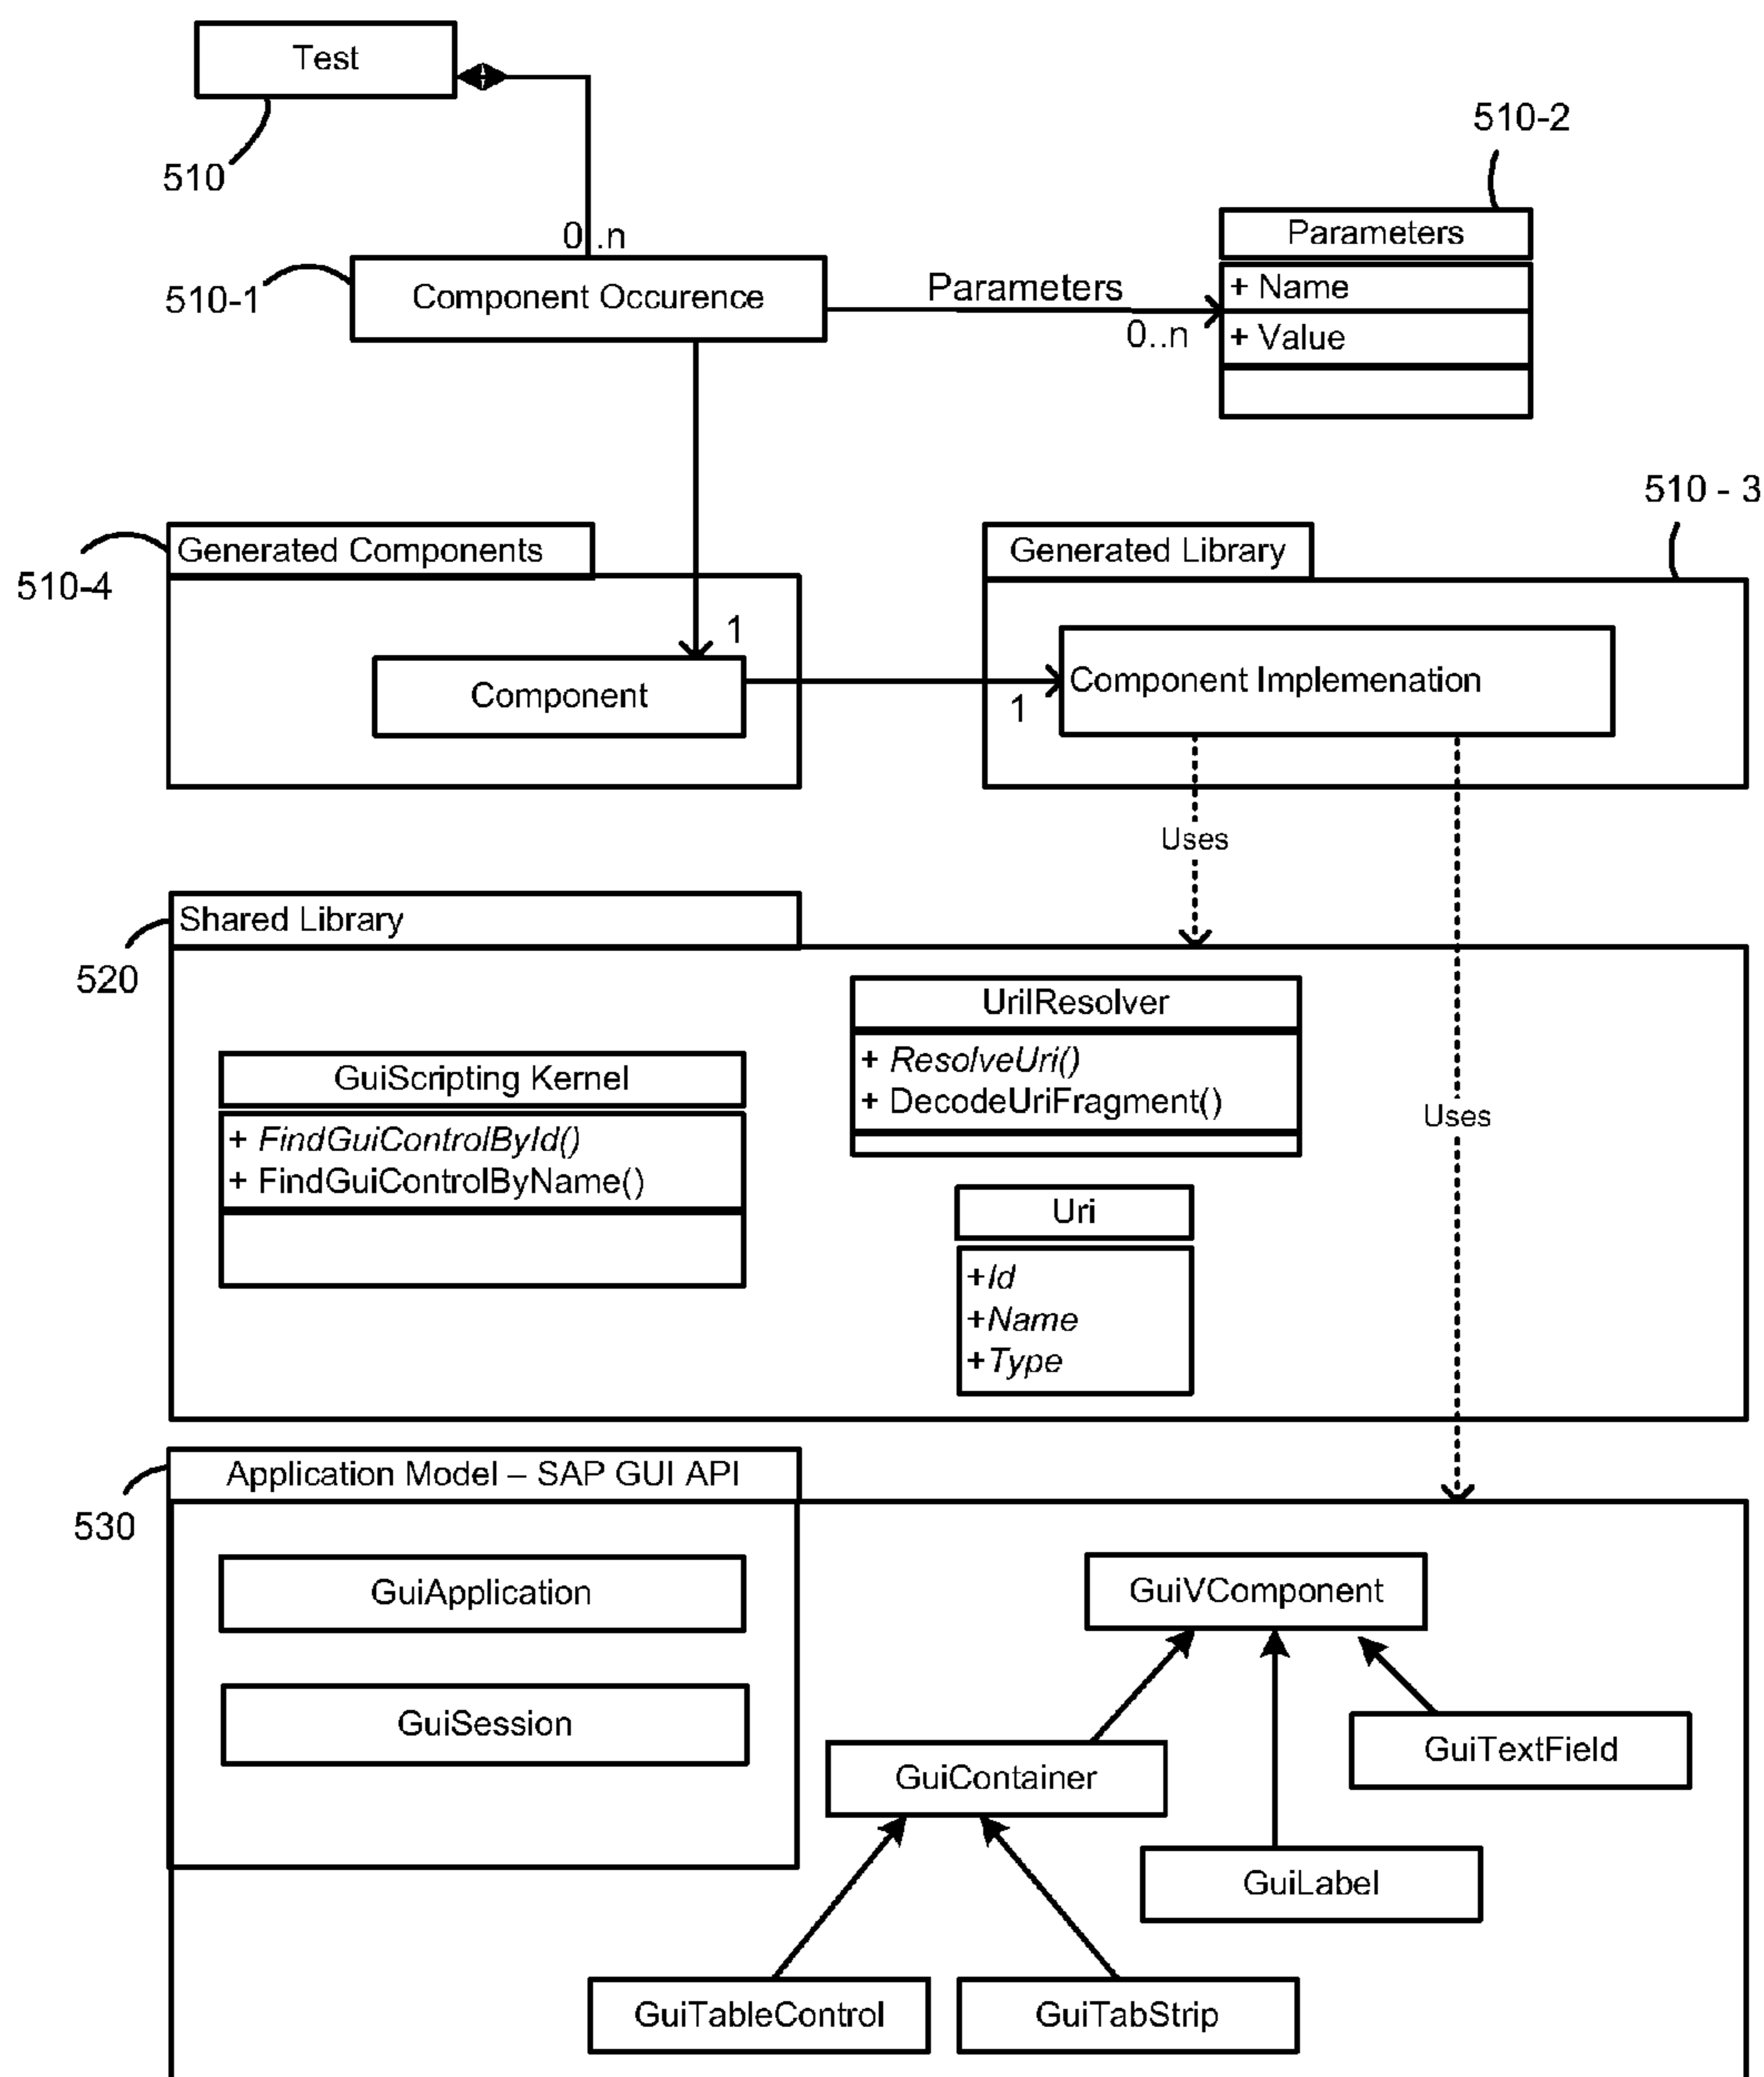 Test
510
510-2
0..n
Parameters
510-1
Component Occurence
Parameters
+ Name
0..n
+ Value
510 - 3
Generated Components
Generated Library
510-4
1
Component
Component Implemenation
1
Uses
Shared Library
520
UrilResolver
+ ResolveUri()
+ DecodeUriFragment()
GuiScripting Kernel
+ FindGuiControlById()
+ FindGuiControlByName()
Uses
Uri
+Id
+Name
+Type
Application Model – SAP GUI API
530
GuiApplication
GuiVComponent
GuiSession
GuiTextField
GuiContainer
GuiLabel
GuiTableControl
GuiTabStrip